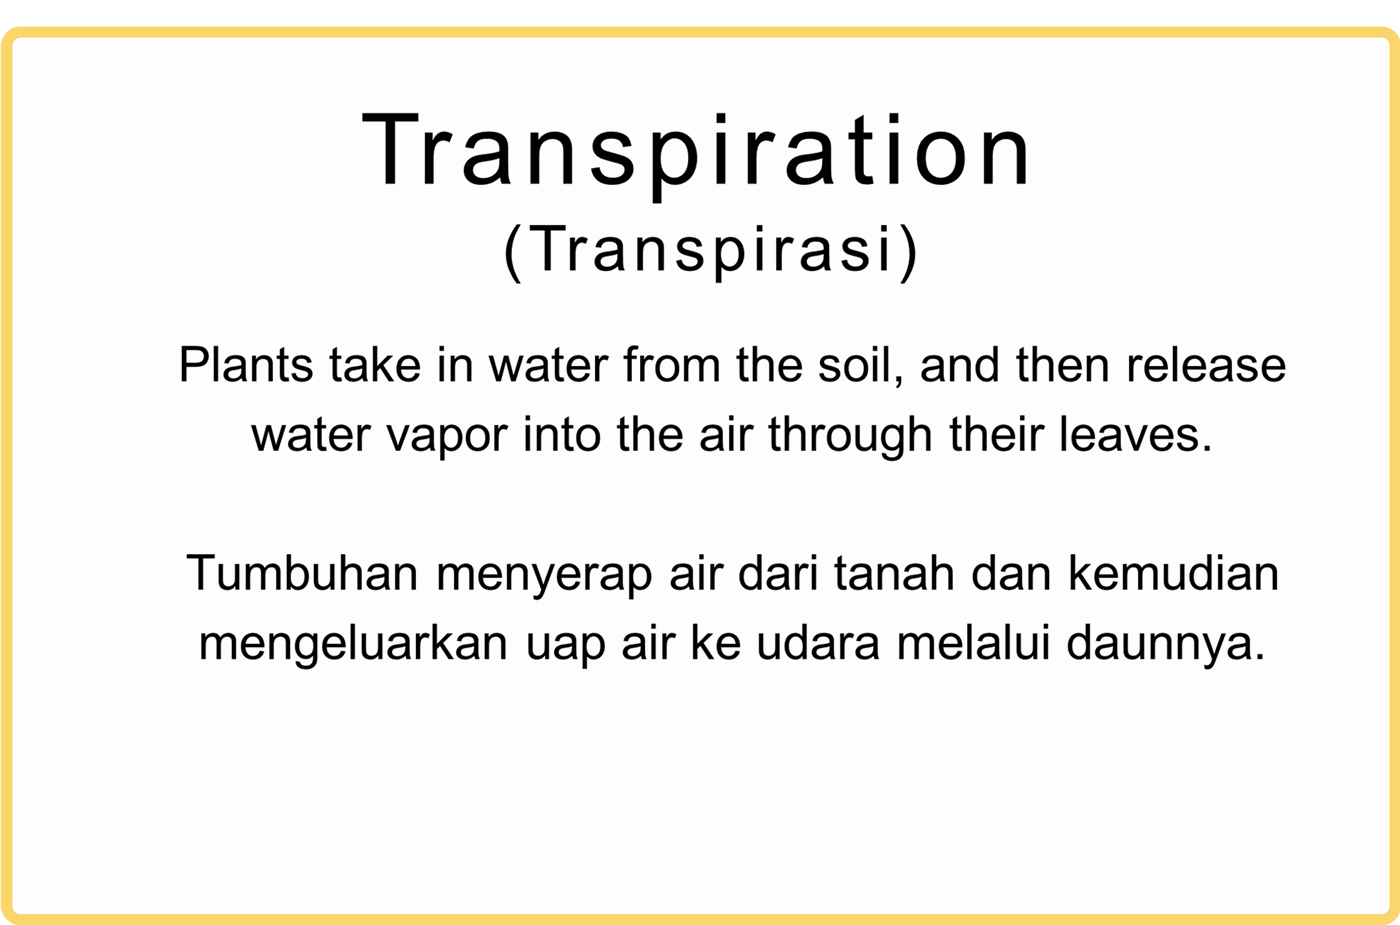 Transpiration
(Transpirasi)
Plants take in water from the soil, and then release
water vapor into the air through their leaves.
Tumbuhan menyerap air dari tanah dan kemudian
mengeluarkan uap air ke udara melalui daunnya.